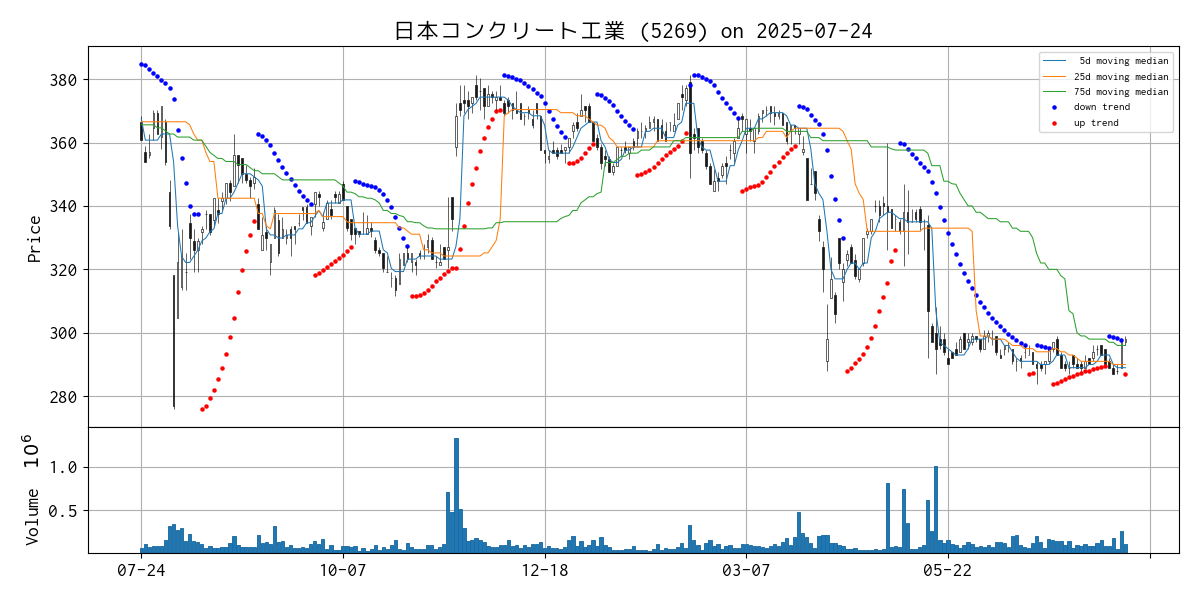 日本コンクリート工業 (5269) on 2025-07-24
5d moving median
25d moving median
75d moving median
down trend
up trend
Price
380
360
340
320
300
280
Volume 10^6
1.0
0.5
07-24
10-07
12-18
03-07
05-22